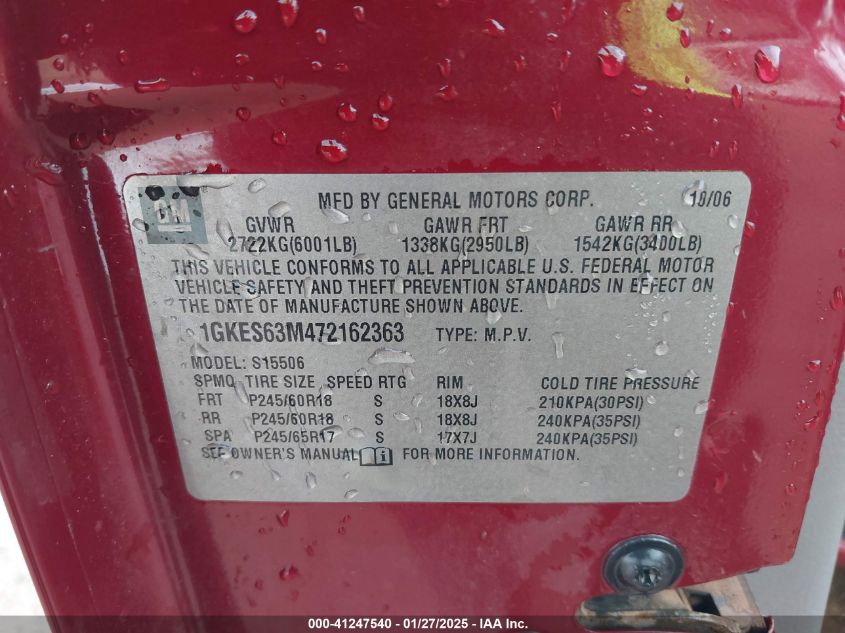 MFD BY GENERAL MOTORS CORP. 10/06
GM
GVWR GAWR FRT GAWR RR
2722KG(6001LB) 1338KG(2950LB) 1542KG(3400LB)
THIS VEHICLE CONFORMS TO ALL APPLICABLE U.S. FEDERAL MOTOR
VEHICLE SAFETY AND THEFT PREVENTION STANDARDS IN EFFECT ON
THE DATE OF MANUFACTURE SHOWN ABOVE.
1GKES63M472162363 TYPE: M.P.V.
MODEL: S15506
SPMO TIRE SIZE SPEED RTG RIM COLD TIRE PRESSURE
FRT P245/60R18 S 18X8J 210KPA(30PSI)
RR P245/60R18 S 18X8J 240KPA(35PSI)
SPA P245/65R17 S 17X7J 240KPA(35PSI)
SEE OWNER'S MANUAL FOR MORE INFORMATION.
000-41247540 - 01/27/2025 - IAA Inc.